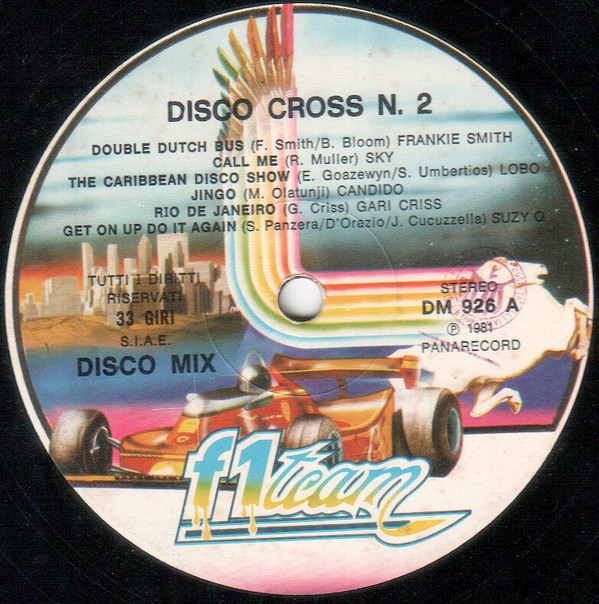 DISCO CROSS N. 2
DOUBLE DUTCH BUS (F. Smith/B. Bloom) FRANKIE SMITH
CALL ME (R. Muller) SKY
THE CARIBBEAN DISCO SHOW (E. Goazewyn/S. Umbertios) LOBO
JINGO (M. Olatunji) CANDIDO
RIO DE JANEIRO (G. Criss) GARI CRISS
GET ON UP DO IT AGAIN (S. Panzera/D'Orazio/J. Cucuzzella) SUZY Q
TUTTI I DIRITTI
RISERVATI
33 GIRI
S.I.A.E.
DISCO MIX
STEREO
DM 926 A
℗ 1981
PANARECORD
f1 team